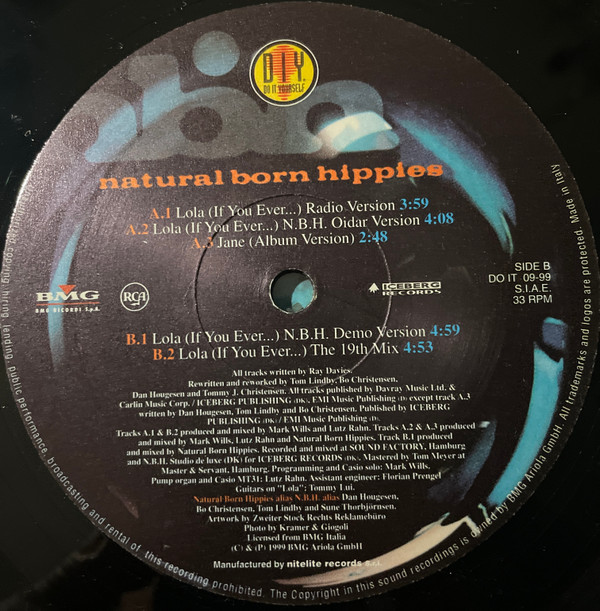 DIY
DO IT YOURSELF
natural born hippies
A.1 Lola (If You Ever...) Radio Version 3:59
A.2 Lola (If You Ever...) N.B.H. Oidar Version 4:08
A.3 Jane (Album Version) 2:48
SIDE B
DO IT 09-99
S.I.A.E.
33 RPM
BMG
BMG RECORDS S.p.A.
RCA
ICEBERG
RECORDS
B.1 Lola (If You Ever...) N.B.H. Demo Version 4:59
B.2 Lola (If You Ever...) The 19th Mix 4:53
All tracks written by Ray Davies.
Rewritten and reworked by Tom Lindby, Bo Christensen,
Dan Hougesen and Tommy J. Christensen. All tracks published by Davray Music Ltd. &
Carlin Music Corp. / ICEBERG PUBLISHING (DK), EMI Music Publishing (D) except track A.3
written by Dan Hougesen, Tom Lindby and Bo Christensen. Published by ICEBERG
PUBLISHING (DK) / EMI Music Publishing (D)
Tracks A.1 & B.2 produced and mixed by Mark Wills and Lutz Rahn. Tracks A.2 & A.3 produced
and mixed by Mark Wills, Lutz Rahn and Natural Born Hippies. Track B.1 produced
and mixed by Natural Born Hippies. Recorded and mixed at SOUND FACTORY, Hamburg
and N.B.H. Studio de luxe (DK) for ICEBERG RECORDS (DK). Mastered by Tom Meyer at
Master & Servant, Hamburg. Programming and Casio solo: Mark Wills.
Pump organ and Casio MT31: Lutz Rahn. Assistant engineer: Florian Prengel
Guitars on "Lola": Tommy Lui.
Natural Born Hippies alias N.B.H. alias Dan Hougesen,
Bo Christensen, Tom Lindby and Sune Thorbjörnsen.
Artwork by Zweiter Stock Rechts Reklamebüro
Photo by Kramer & Giogoli
Licensed from BMG Italia
(C) & (P) 1999 BMG Ariola GmbH
Manufactured by nitelite records s.r.l.
copying, hiring, lending, public performance, broadcasting and rental of, this recording prohibited. The Copyright in this sound recordings is owned by BMG Ariola GmbH. All trademarks and logos are protected. Made in Italy